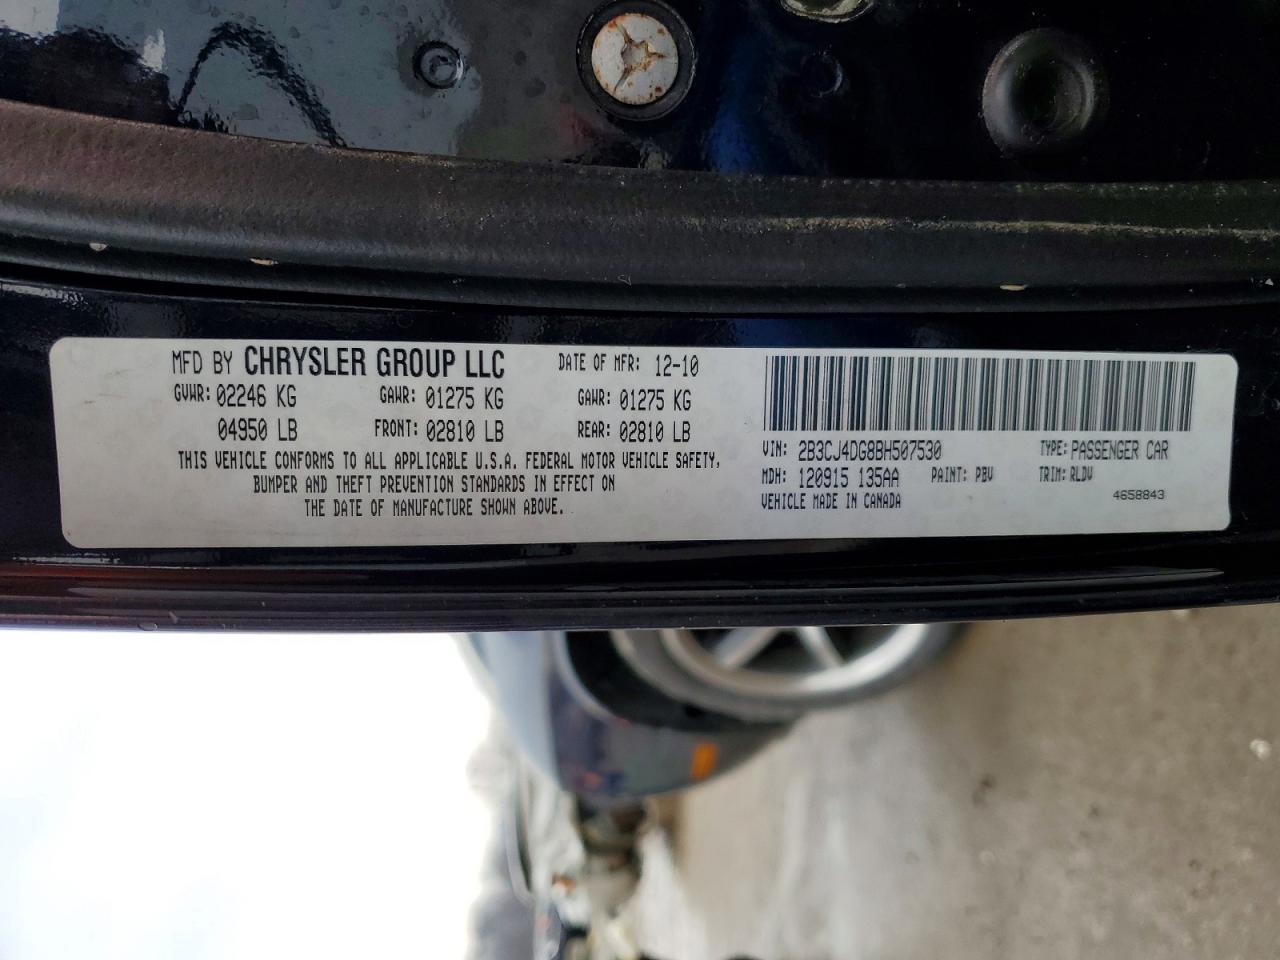 MFD BY CHRYSLER GROUP LLC DATE OF MFR: 12-10
GVWR: 02246 KG GAWR: 01275 KG GAWR: 01275 KG
04950 LB FRONT: 02810 LB REAR: 02810 LB
THIS VEHICLE CONFORMS TO ALL APPLICABLE U.S.A. FEDERAL MOTOR VEHICLE SAFETY,
BUMPER AND THEFT PREVENTION STANDARDS IN EFFECT ON
THE DATE OF MANUFACTURE SHOWN ABOVE.
VIN: 2B3CJ4DG8BH507530 TYPE: PASSENGER CAR
MDH: 120915 135AA PAINT: PBV TRIM: RLDV
VEHICLE MADE IN CANADA 4658843